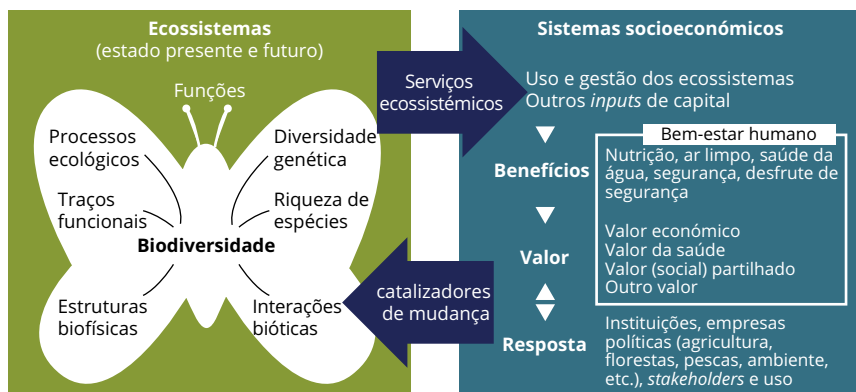 Ecossistemas
(estado presente e futuro)
Funções
Processos
ecológicos
Diversidade
genética
Traços
funcionais
Riqueza de
espécies
Biodiversidade
Estruturas
biofísicas
Interações
bióticas
Serviços
ecossistémicos
catalizadores
de mudança
Sistemas socioeconómicos
Uso e gestão dos ecossistemas
Outros inputs de capital
Bem-estar humano
Benefícios
Nutrição, ar limpo, saúde da
água, segurança, desfrute de
segurança
Valor
Valor económico
Valor da saúde
Valor (social) partilhado
Outro valor
Resposta
Instituições, empresas
políticas (agricultura,
florestas, pescas, ambiente,
etc.), stakeholders e uso